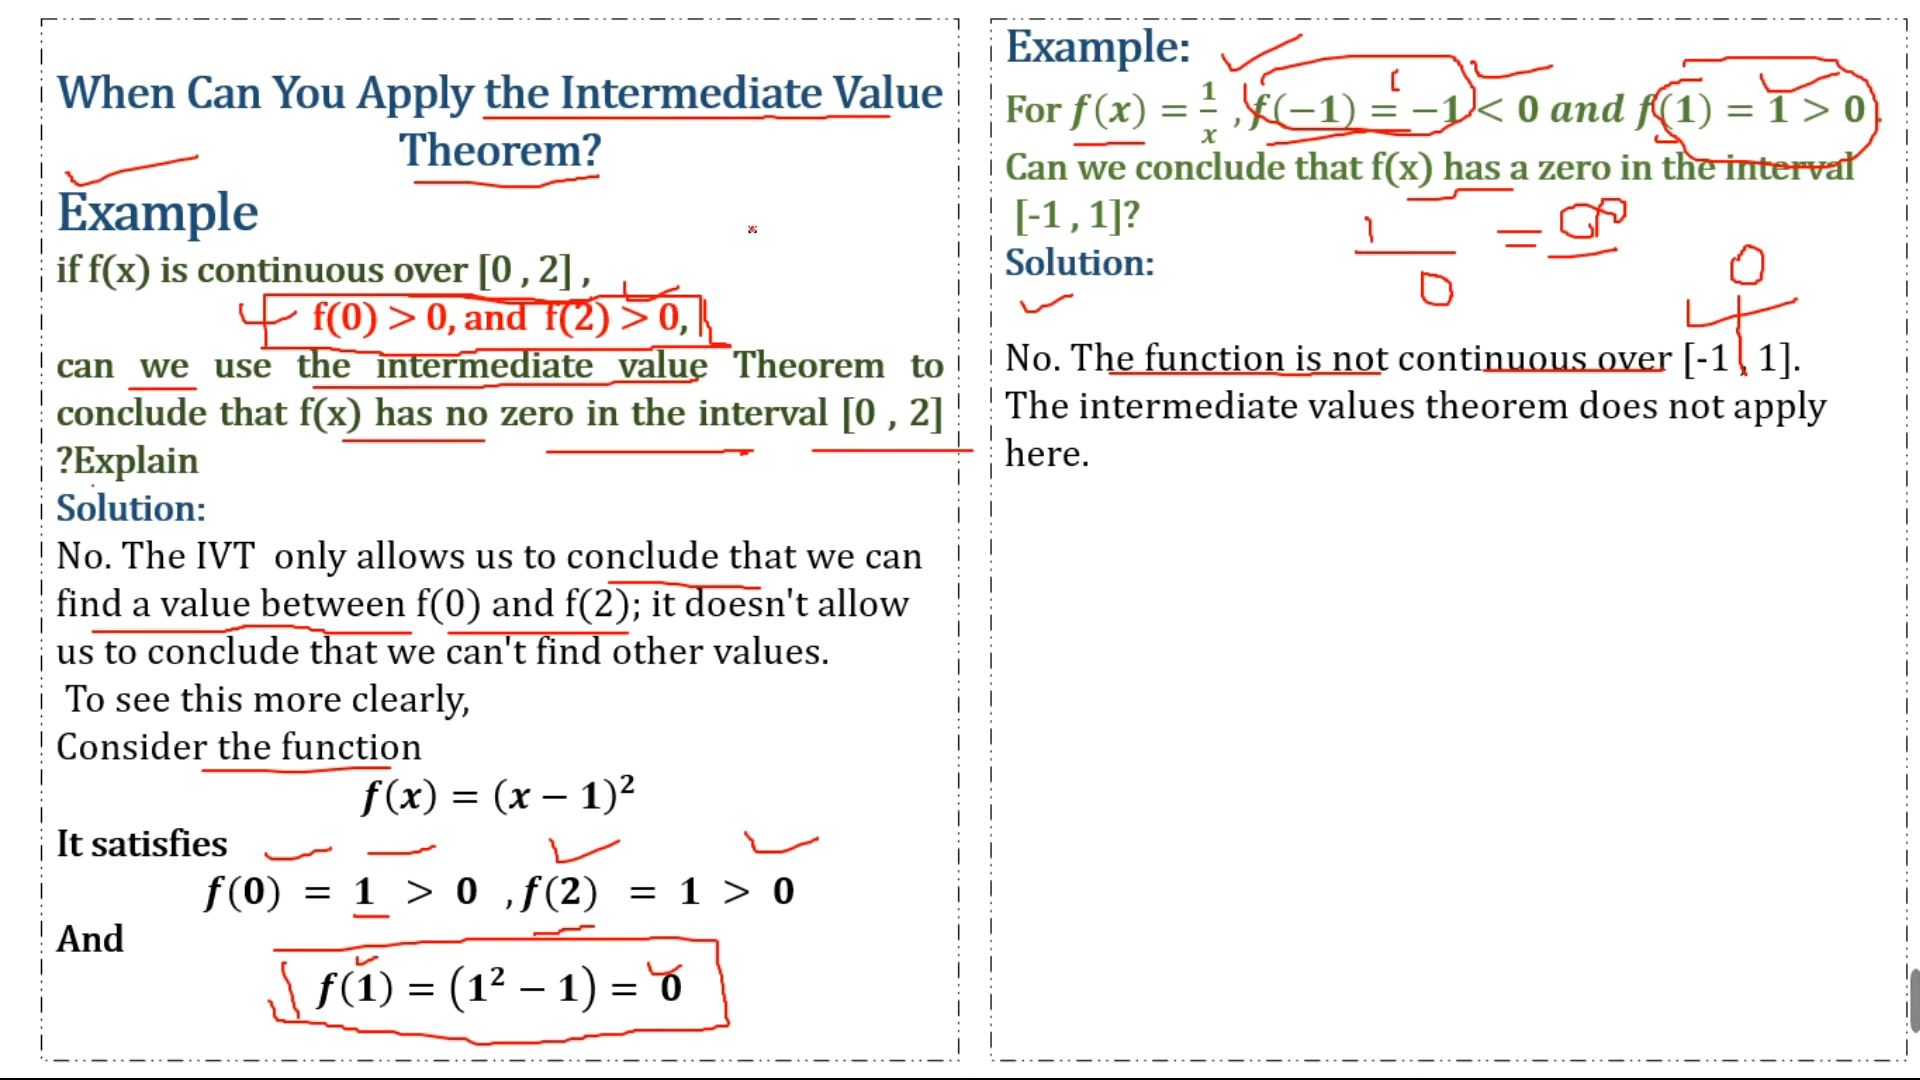 When Can You Apply the Intermediate Value
Theorem?
Example
if f(x) is continuous over [0 , 2] ,
f(0) > 0, and f(2) > 0,
can we use the intermediate value Theorem to
conclude that f(x) has no zero in the interval [0 , 2]
?Explain
Solution:
No. The IVT only allows us to conclude that we can
find a value between f(0) and f(2); it doesn't allow
us to conclude that we can't find other values.
To see this more clearly,
Consider the function
f(x) = (x − 1)²
It satisfies
f(0) = 1 > 0 ,f(2) = 1 > 0
And
f(1) = (1² − 1) = 0
Example:
For f(x) = 1/x , f(−1) = −1 < 0 and f(1) = 1 > 0.
Can we conclude that f(x) has a zero in the interval
[-1 , 1]?
1/0 = ∞
Solution:
0
No. The function is not continuous over [-1 , 1].
The intermediate values theorem does not apply
here.